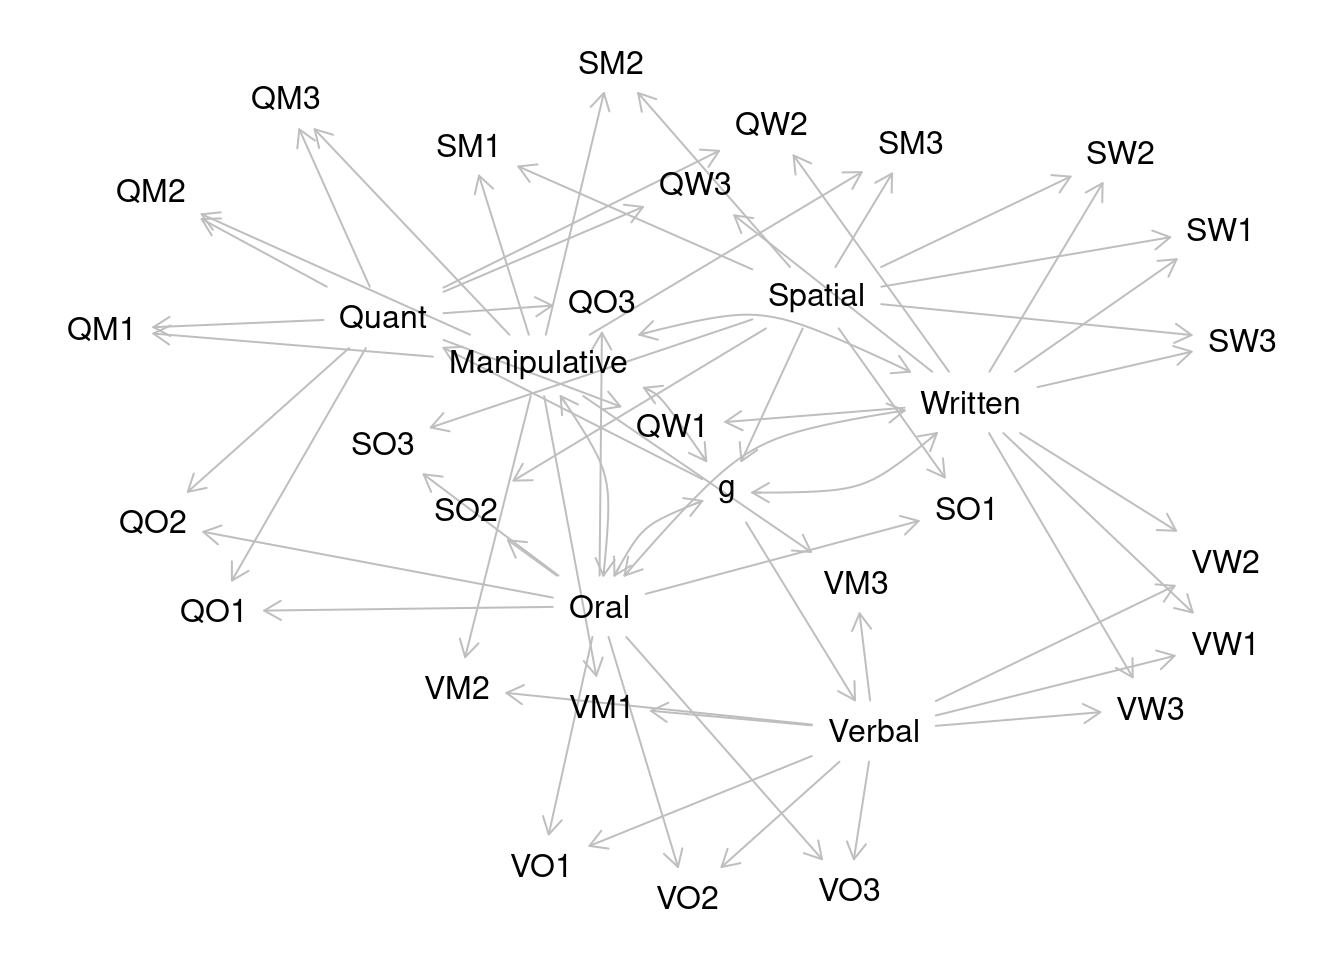 SM2
QM3
QW2
SM1
SM3
SW2
QM2
QW3
SW1
Spatial
QO3
Quant
QM1
SW3
Manipulative
Written
QW1
SO3
g
SO2
SO1
QO2
VW2
VM3
Oral
QO1
VW1
VM2
VM1
VW3
Verbal
VO1
VO3
VO2